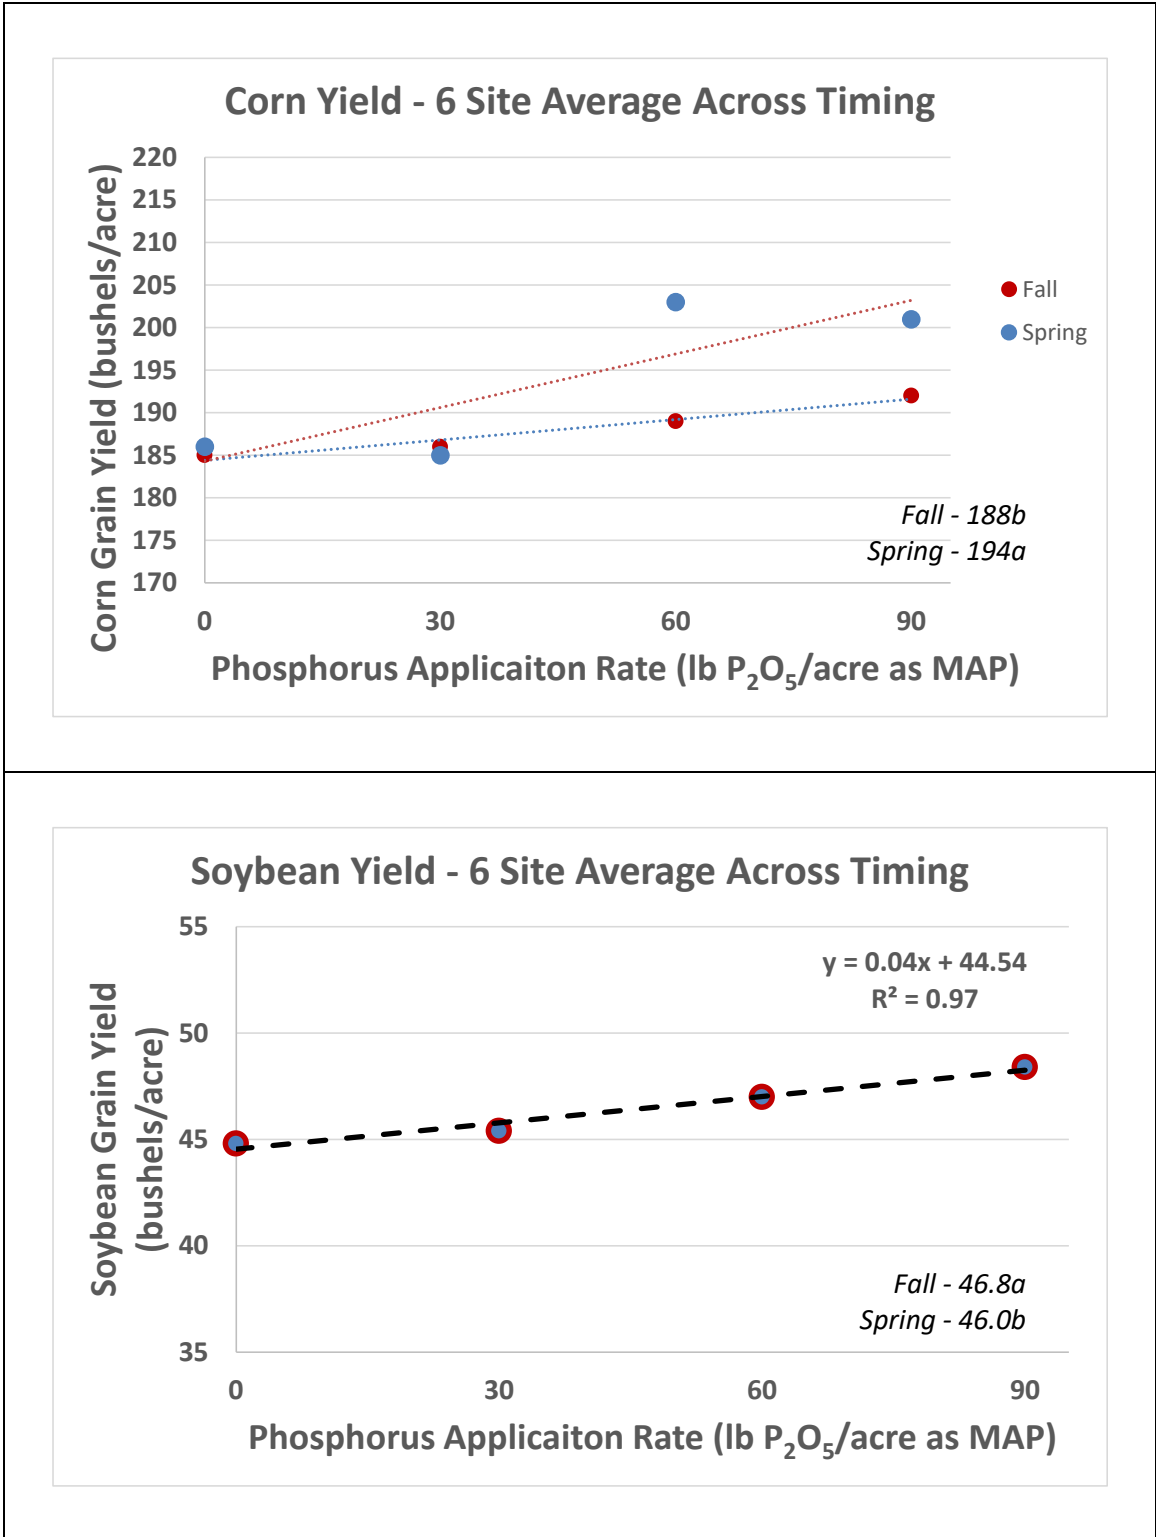 Corn Yield - 6 Site Average Across Timing
Corn Grain Yield (bushels/acre)
220
215
210
205
200
195
190
185
180
175
170
Fall
Spring
Fall - 188b
Spring - 194a
0 30 60 90
Phosphorus Applicaiton Rate (lb P₂O₅/acre as MAP)
Soybean Yield - 6 Site Average Across Timing
Soybean Grain Yield
(bushels/acre)
55
50
45
40
35
y = 0.04x + 44.54
R² = 0.97
Fall - 46.8a
Spring - 46.0b
0 30 60 90
Phosphorus Applicaiton Rate (lb P₂O₅/acre as MAP)